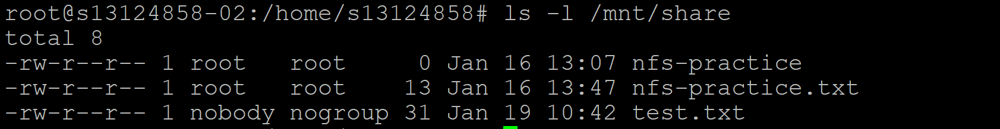 root@s13124858-02:/home/s13124858# ls -l /mnt/share
total 8
-rw-r--r-- 1 root   root     0 Jan 16 13:07 nfs-practice
-rw-r--r-- 1 root   root    13 Jan 16 13:47 nfs-practice.txt
-rw-r--r-- 1 nobody nogroup 31 Jan 19 10:42 test.txt